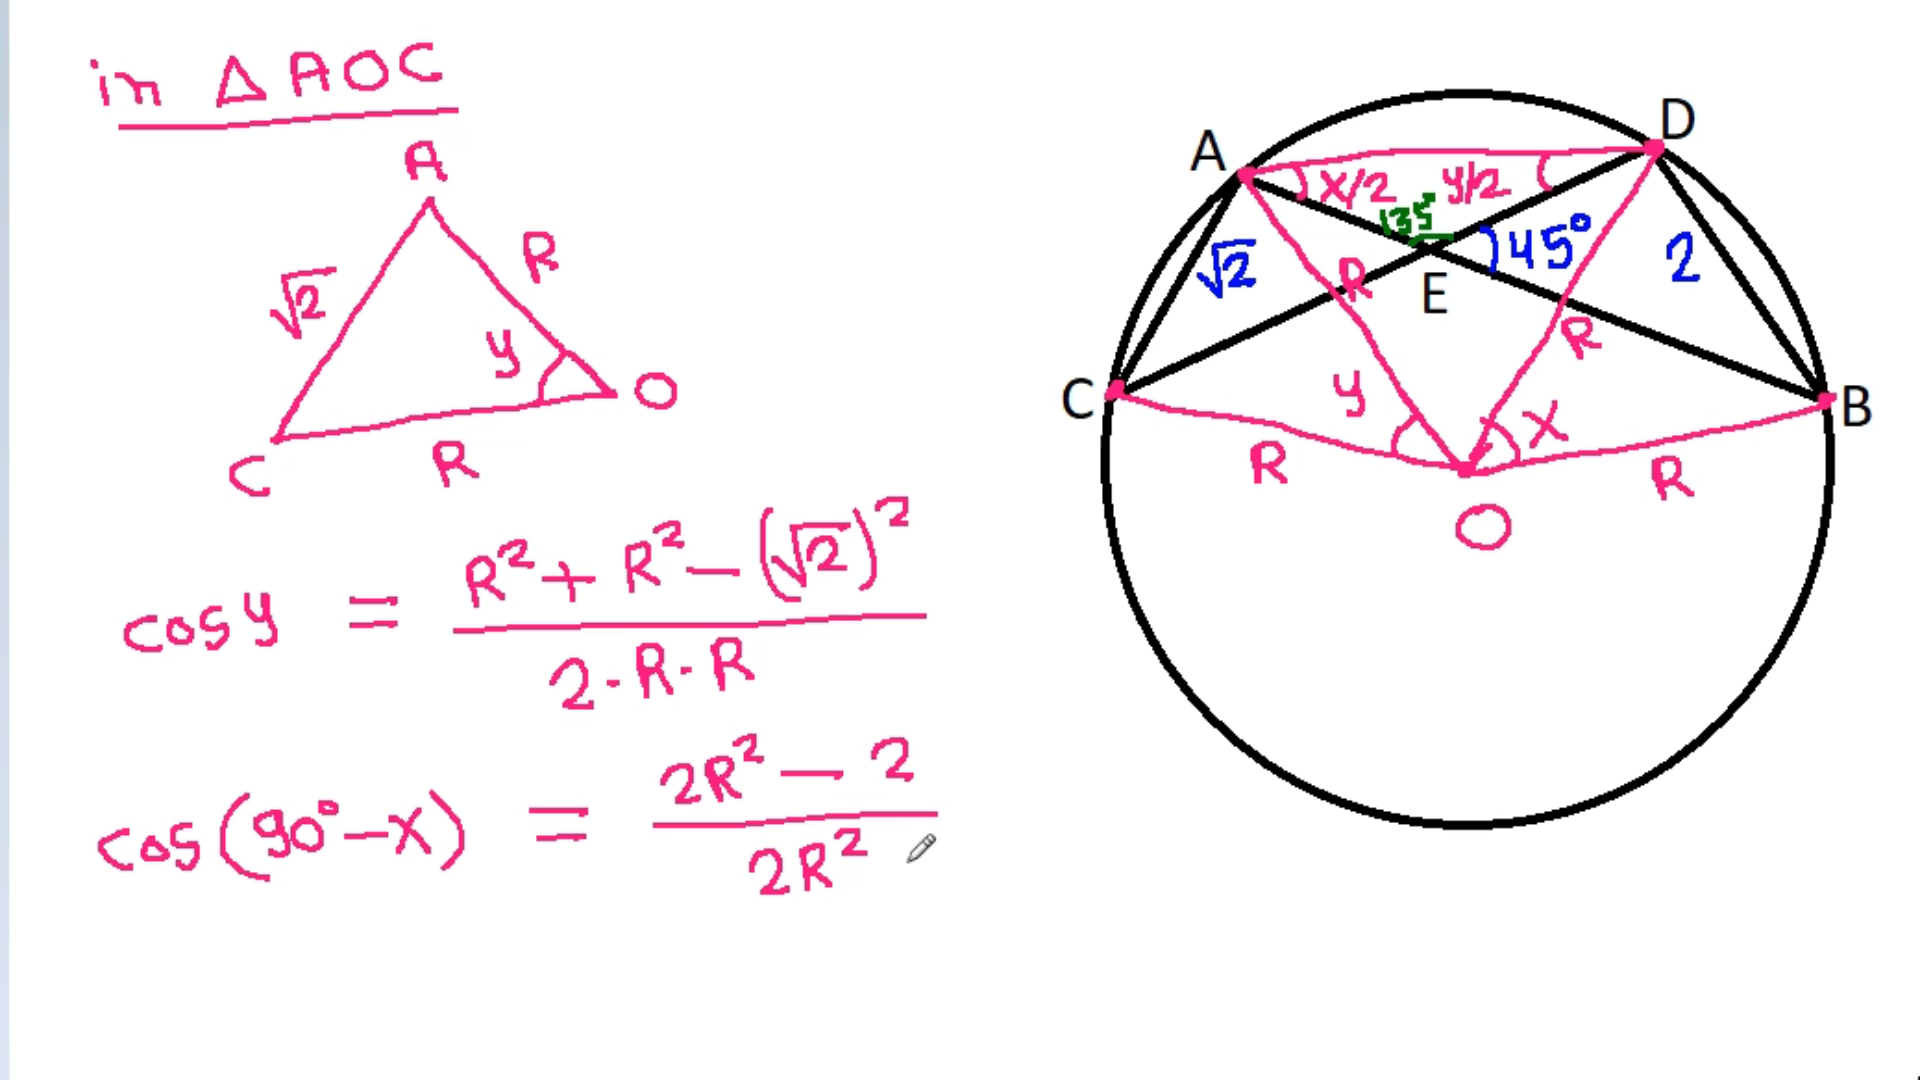 in △AOC
A
√2
R
y
O
C
R
cos y = R² + R² - (√2)² / 2·R·R
cos(90° - x) = 2R² - 2 / 2R²
D
A
x/2
y/2
135°
45°
√2
2
R
E
R
C
y
x
B
R
R
O